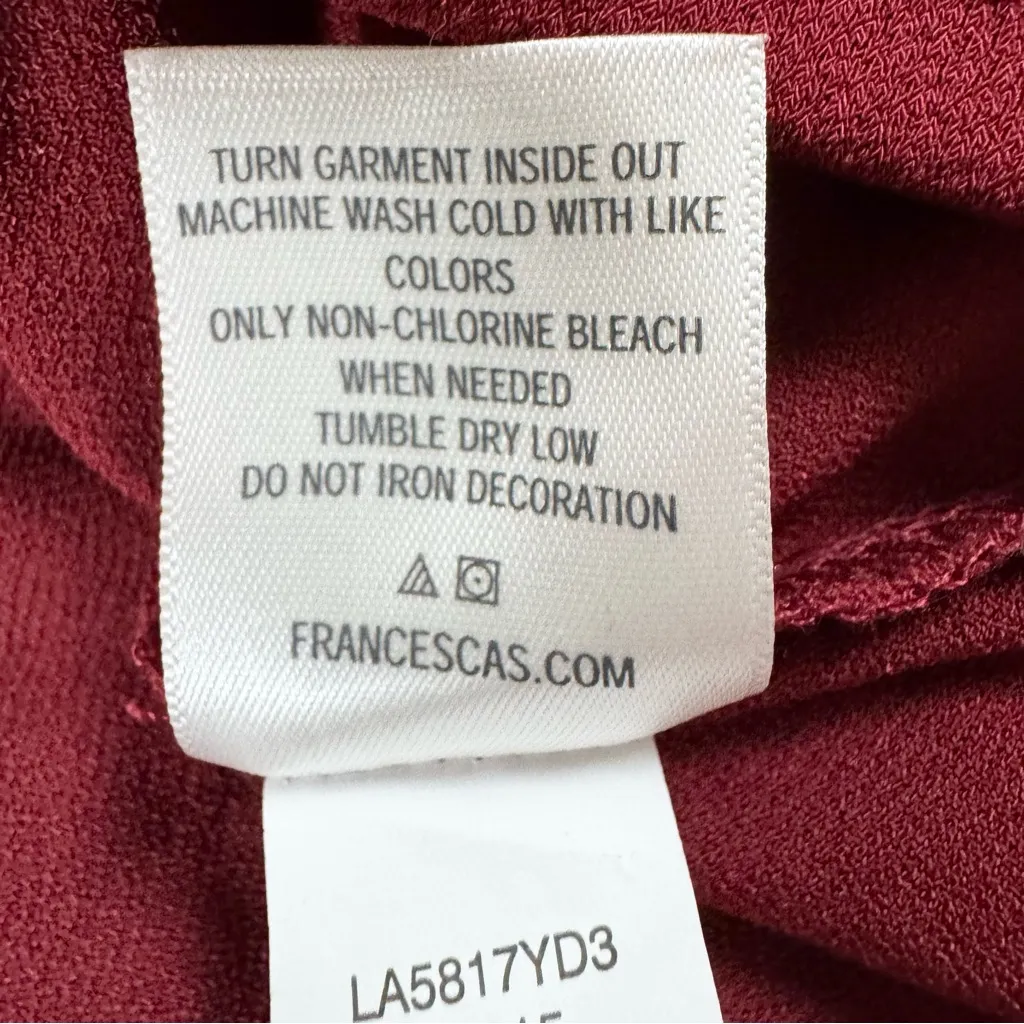 TURN GARMENT INSIDE OUT
MACHINE WASH COLD WITH LIKE
COLORS
ONLY NON-CHLORINE BLEACH
WHEN NEEDED
TUMBLE DRY LOW
DO NOT IRON DECORATION
FRANCESCAS.COM
LA5817YD3